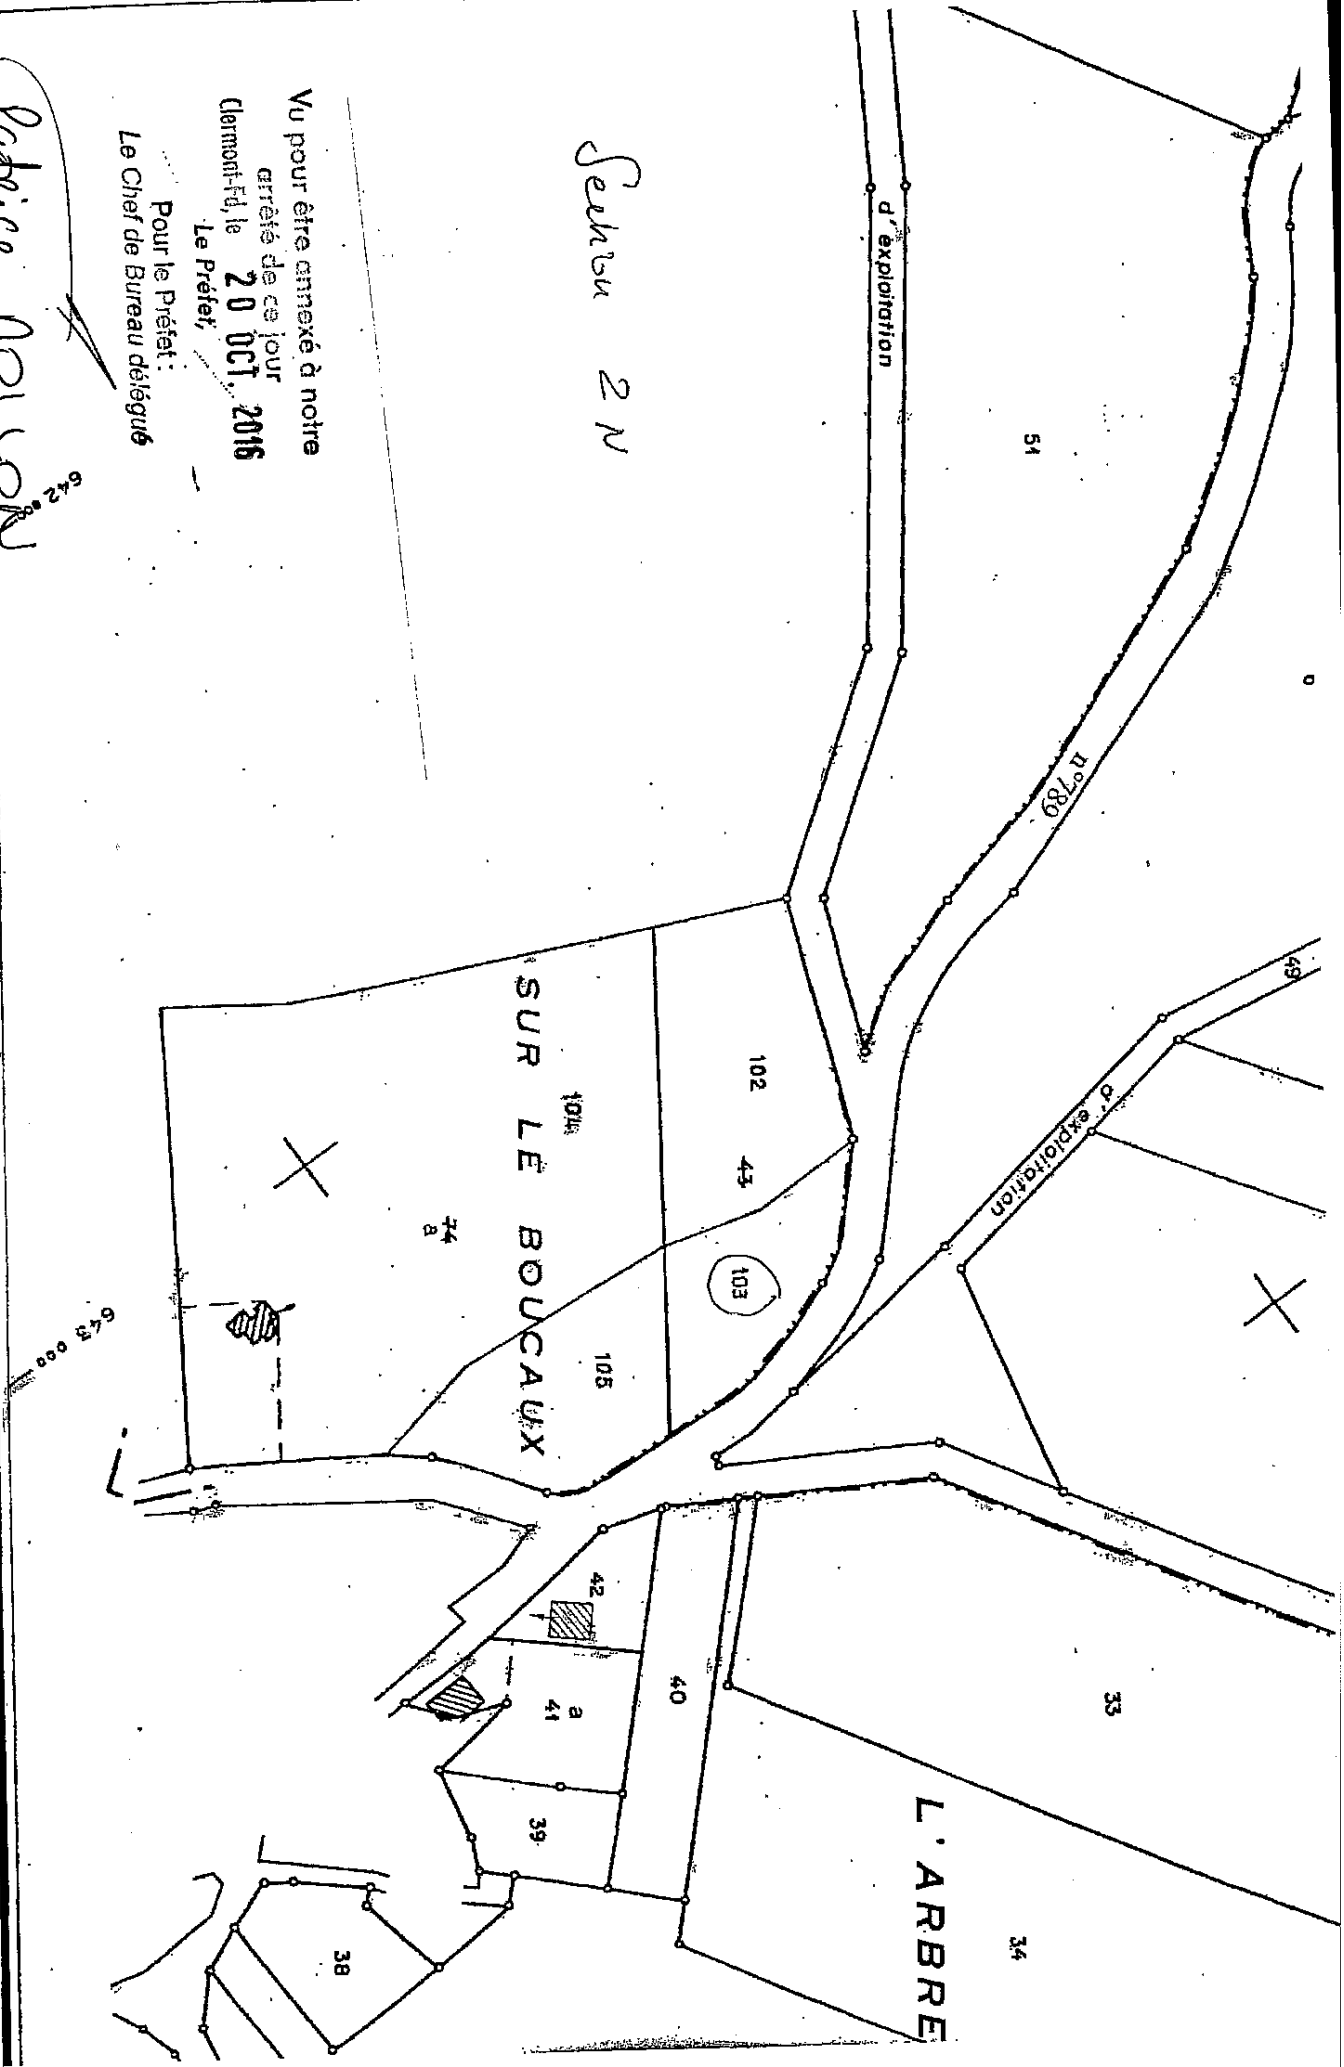 Vu pour être annexé à notre
arrêté de ce jour
Clermont-Fd, le 20 OCT. 2016
Le Préfet,
Pour le Préfet :
Le Chef de Bureau délégué
Section 2N
642
643 000
d'exploitation
51
n°789
49
d'exploitation
102
43
103
104
SUR LE BOUCAUX
74
a
105
42
40
a
41
39
38
33
L'ARBRE
34